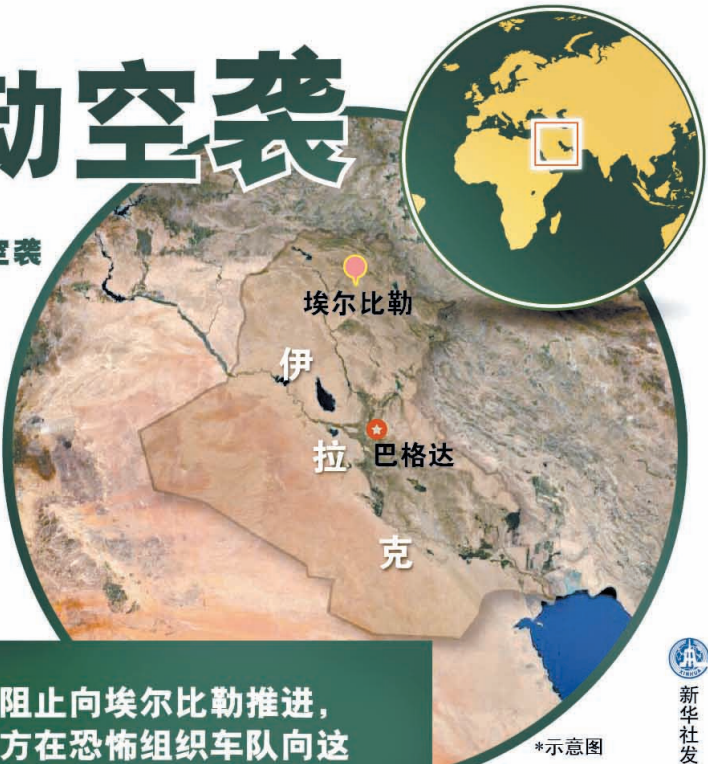 动空袭
空袭
埃尔比勒
伊
拉
克
巴格达
阻止向埃尔比勒推进，
方在恐怖组织车队向这
*示意图
XINHUA
新华社发